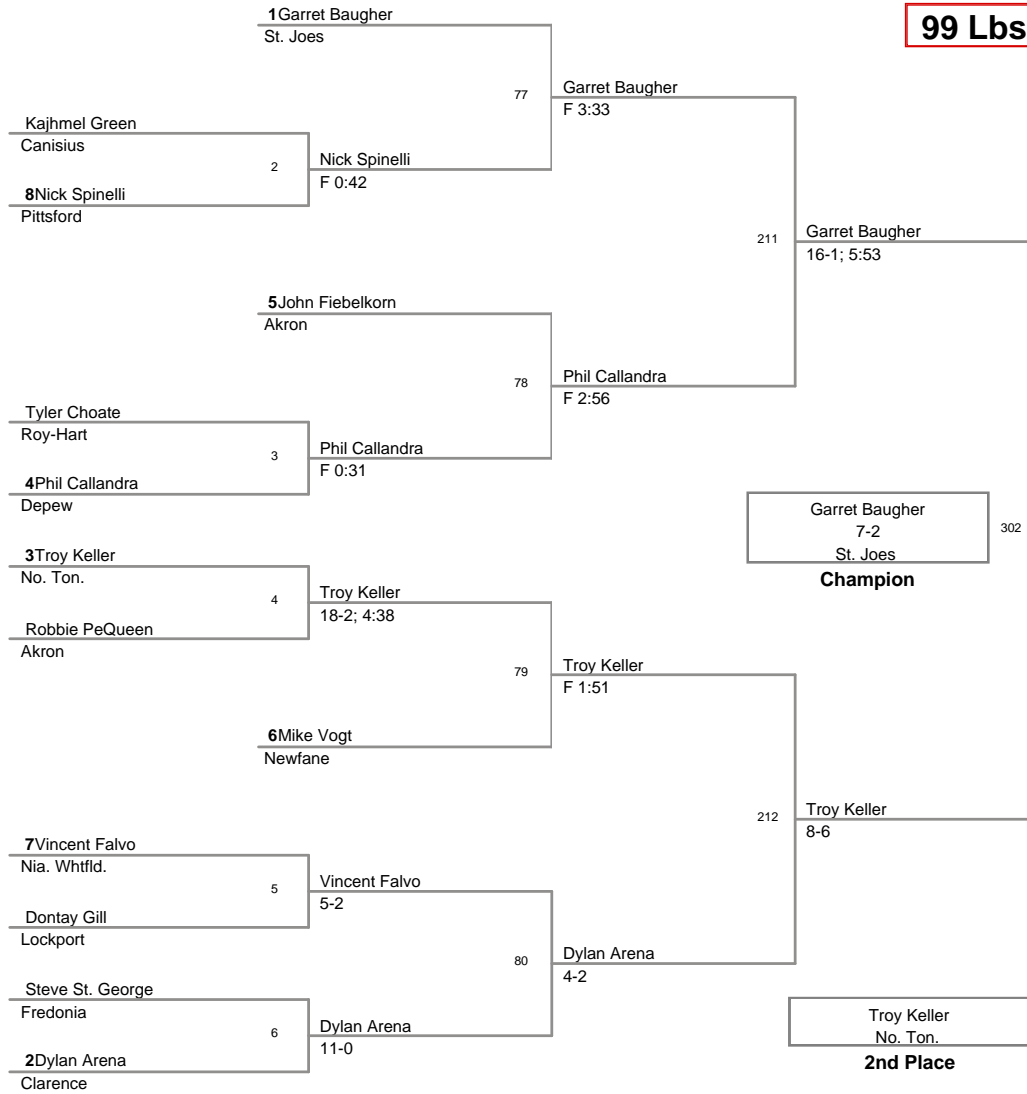 1Garret Baugher
St. Joes
99 Lbs
77
Garret Baugher
F 3:33
Kajhmel Green
Canisius
2
Nick Spinelli
F 0:42
8Nick Spinelli
Pittsford
211
Garret Baugher
16-1; 5:53
5John Fiebelkorn
Akron
78
Phil Callandra
F 2:56
Tyler Choate
Roy-Hart
3
Phil Callandra
F 0:31
4Phil Callandra
Depew
Garret Baugher
7-2
St. Joes
302
Champion
3Troy Keller
No. Ton.
4
Troy Keller
18-2; 4:38
Robbie PeQueen
Akron
79
Troy Keller
F 1:51
6Mike Vogt
Newfane
212
Troy Keller
8-6
7Vincent Falvo
Nia. Whtfld.
5
Vincent Falvo
5-2
Dontay Gill
Lockport
80
Dylan Arena
4-2
Steve St. George
Fredonia
6
Dylan Arena
11-0
2Dylan Arena
Clarence
Troy Keller
No. Ton.
2nd Place